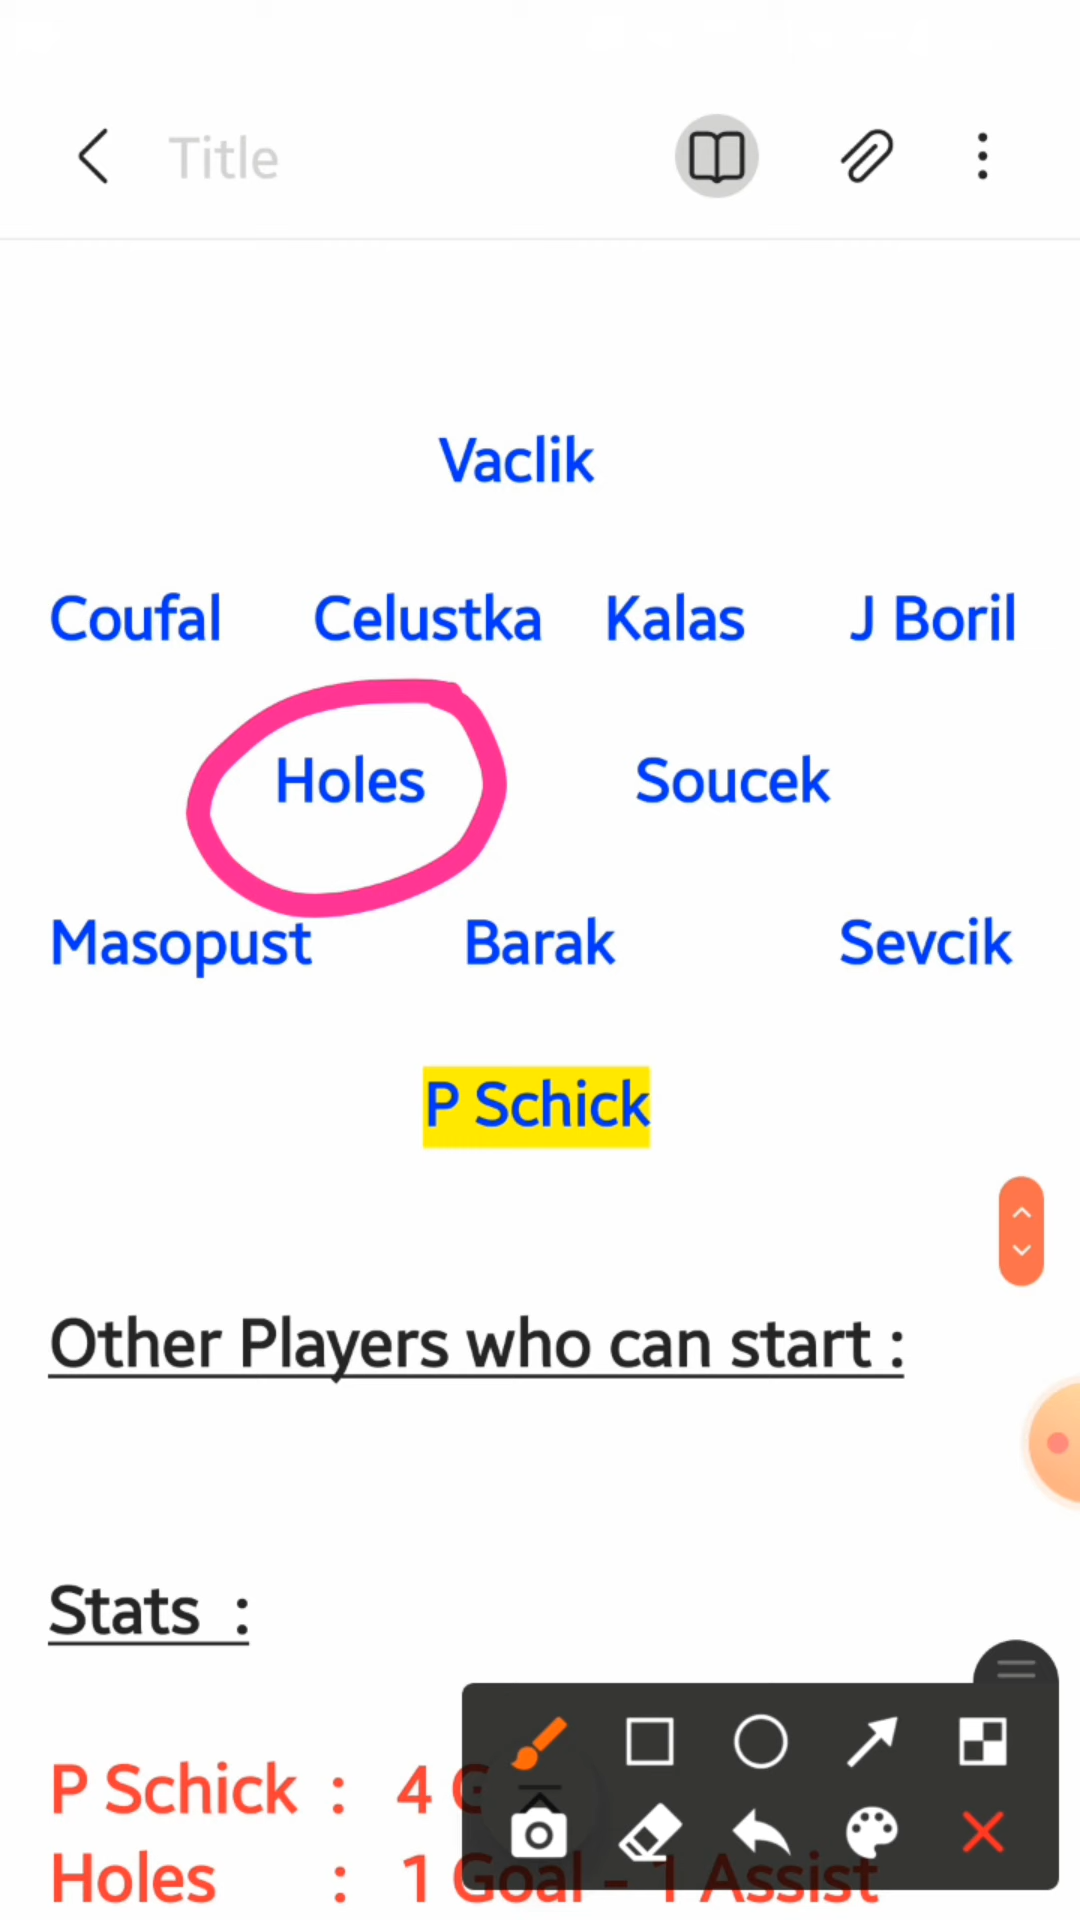 Title
Vaclik
Coufal Celustka Kalas J Boril
Holes Soucek
Masopust Barak Sevcik
P Schick
Other Players who can start :
Stats :
P Schick : 4 G
Holes : 1 Goal - 1 Assist